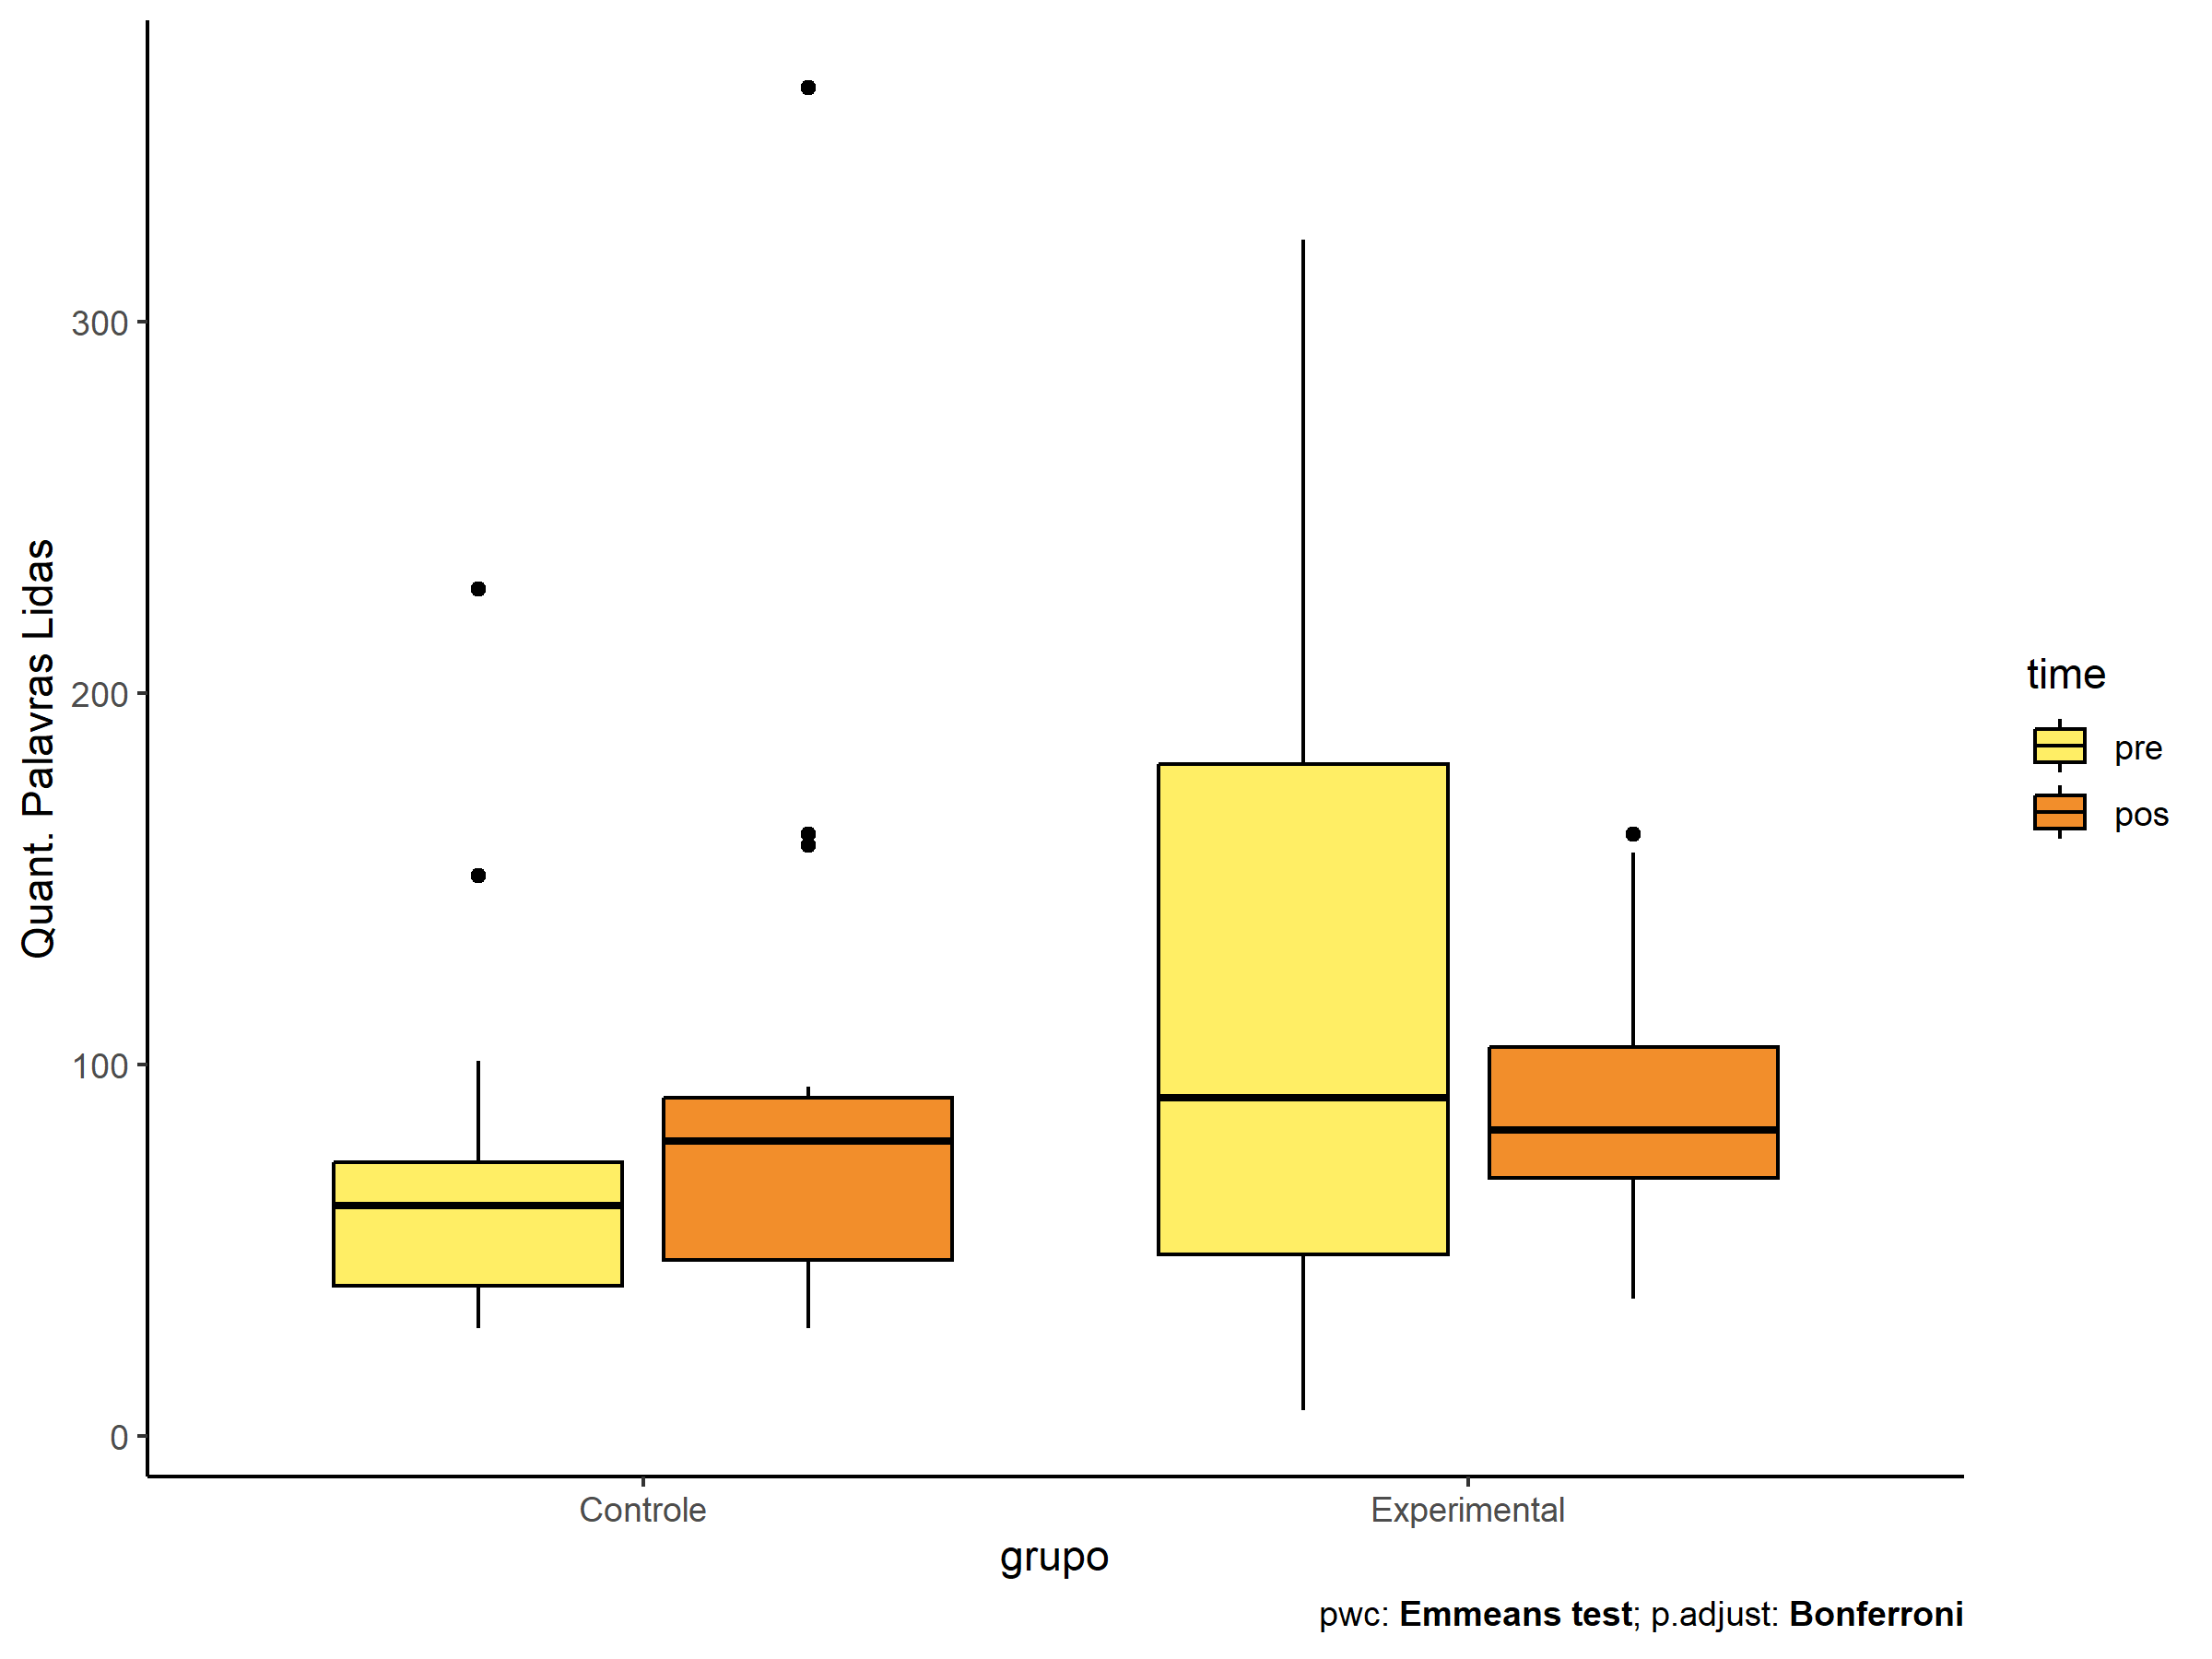 Quant. Palavras Lidas
300
200
100
0
Controle
Experimental
grupo
time
pre
pos
pwc: Emmeans test; p.adjust: Bonferroni